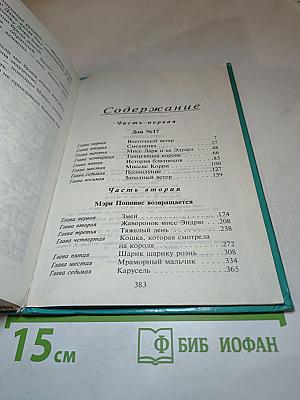 Содержание
Часть первая
Дом №17
Глава первая Восточный ветер 7
Глава вторая Смешинка 27
Глава третья Мисс Ларк и ее Эдуард 48
Глава четвертая Танцующая корова 66
Глава пятая История близнецов 85
Глава шестая Миссис Корри 100
Глава седьмая Полнолуние 127
Глава восьмая Западный ветер 159
Часть вторая
Мэри Поппинс возвращается
Глава первая Змей 174
Глава вторая Жаворонок мисс Эндрю 208
Глава третья Тяжелый день 238
Глава четвертая Кошка, которая смотрела
на короля 272
Глава пятая Шарик шарику рознь 308
Глава шестая Мраморный мальчик 334
Глава седьмая Карусель 365
383
15 см
БИБ ИОФАН